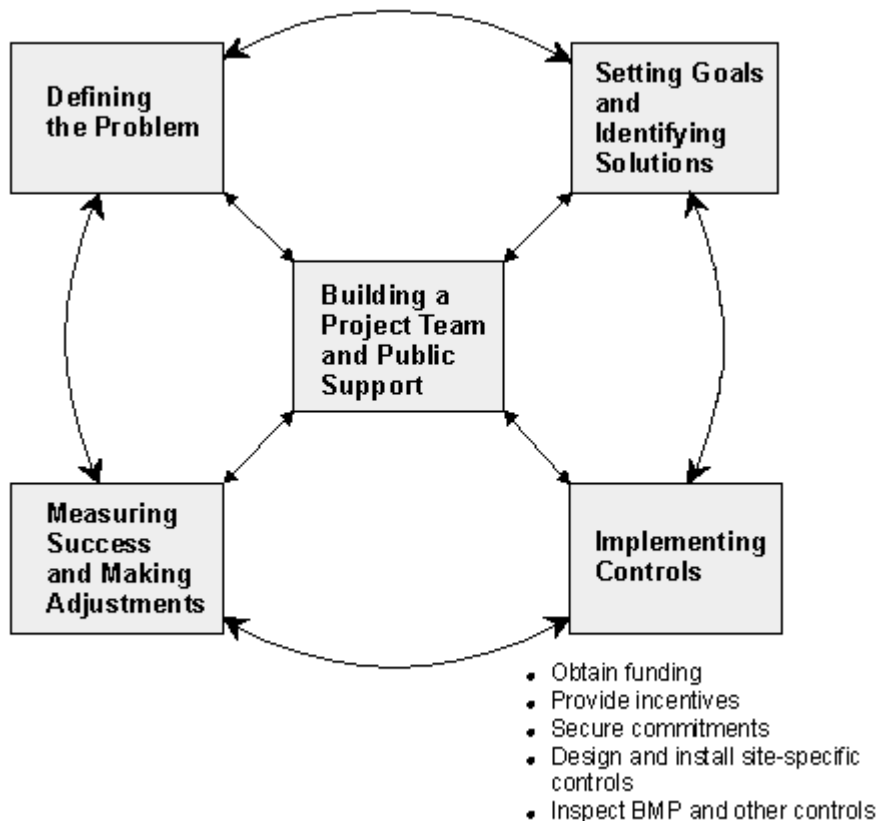 Defining
the Problem
Setting Goals
and
Identifying
Solutions
Building a
Project Team
and Public
Support
Measuring
Success
and Making
Adjustments
Implementing
Controls
• Obtain funding
• Provide incentives
• Secure commitments
• Design and install site-specific
controls
• Inspect BMP and other controls